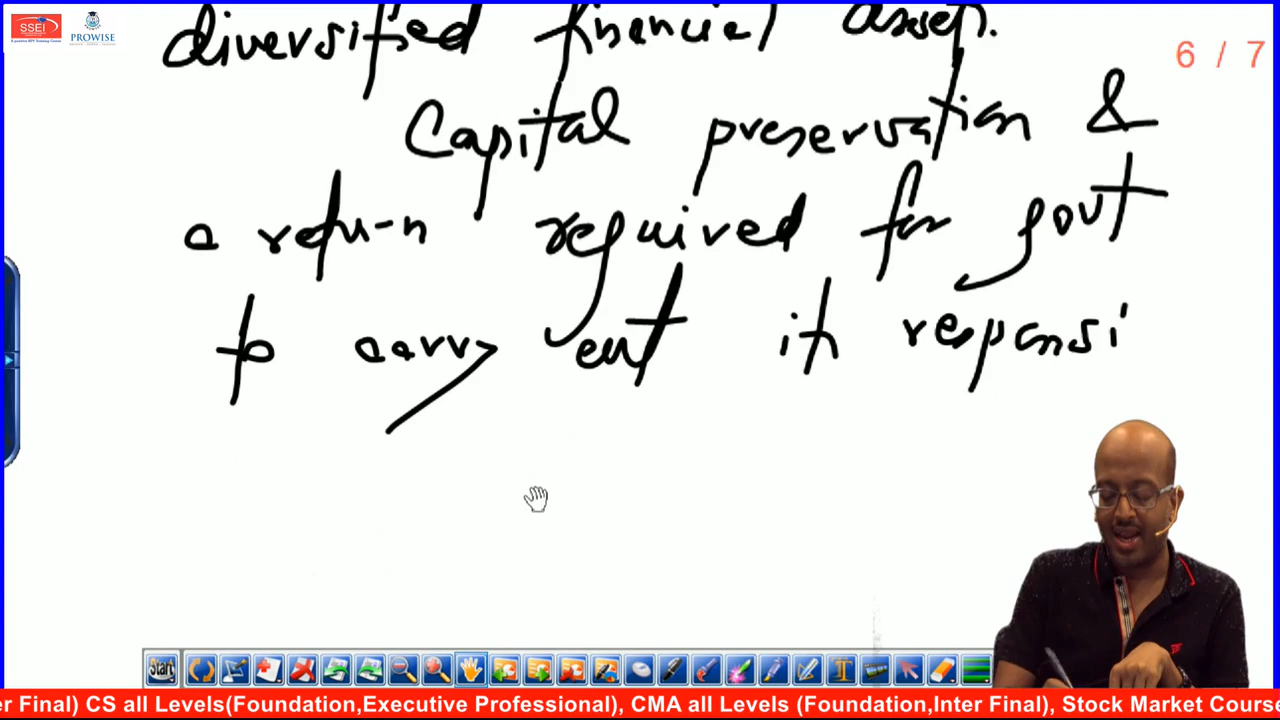 SSEI
PROWISE
6 / 7
diversified financial asset.
Capital preservation &
a return required for govt
to carry out its responsi
Start
er Final) CS all Levels(Foundation,Executive Professional), CMA all Levels (Foundation,Inter Final), Stock Market Course